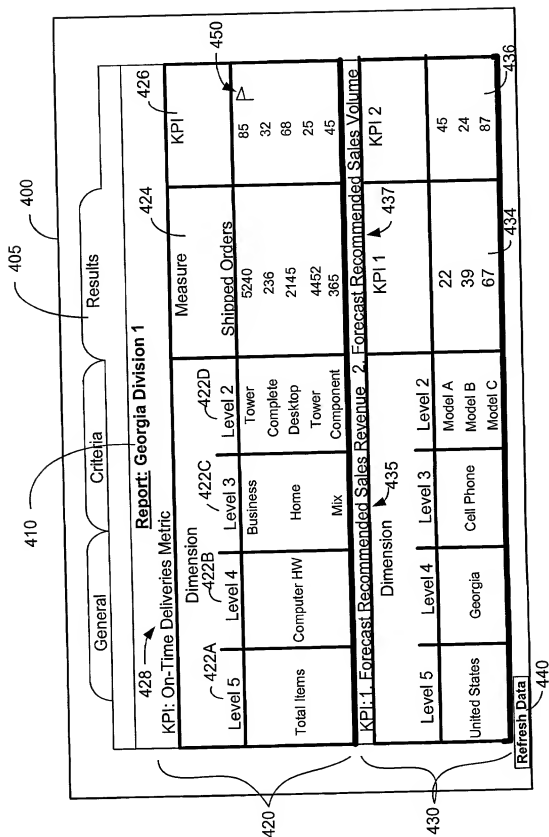 400
405
410
General Criteria Results
Report: Georgia Division 1
428
KPI: On-Time Deliveries Metric
424
426
450
Dimension Measure KPI
422A 422B 422C 422D
Level 5 Level 4 Level 3 Level 2 Shipped Orders
Total Items Computer HW Business Tower 5240 85
Complete 236 32
Home Desktop 2145 68
Tower 4452 25
Mix Component 365 45
420
KPI:1. Forecast Recommended Sales Revenue 2. Forecast Recommended Sales Volume
435
437
Dimension KPI 1 KPI 2
Level 5 Level 4 Level 3 Level 2
United States Georgia Cell Phone Model A 22 45
Model B 39 24
Model C 67 87
430
434
436
Refresh Data
440